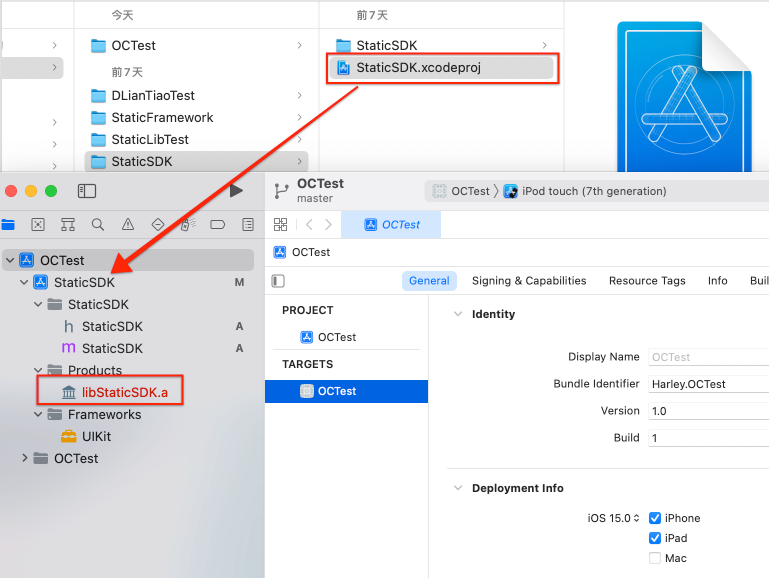 今天
前7天
OCTest
StaticSDK
前7天
StaticSDK.xcodeproj
DLianTiaoTest
StaticFramework
StaticLibTest
StaticSDK
OCTest
master
OCTest
iPod touch (7th generation)
OCTest
OCTest
OCTest
StaticSDK M
StaticSDK
h StaticSDK A
m StaticSDK A
Products
libStaticSDK.a
Frameworks
UIKit
OCTest
General
Signing & Capabilities
Resource Tags
Info
Buil
PROJECT
OCTest
TARGETS
OCTest
Identity
Display Name OCTest
Bundle Identifier Harley.OCTest
Version 1.0
Build 1
Deployment Info
iOS 15.0 iPhone
iPad
Mac